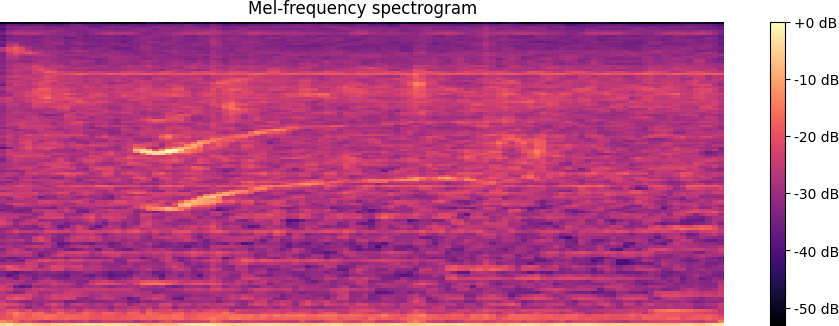 Mel-frequency spectrogram
+0 dB
-10 dB
-20 dB
-30 dB
-40 dB
-50 dB